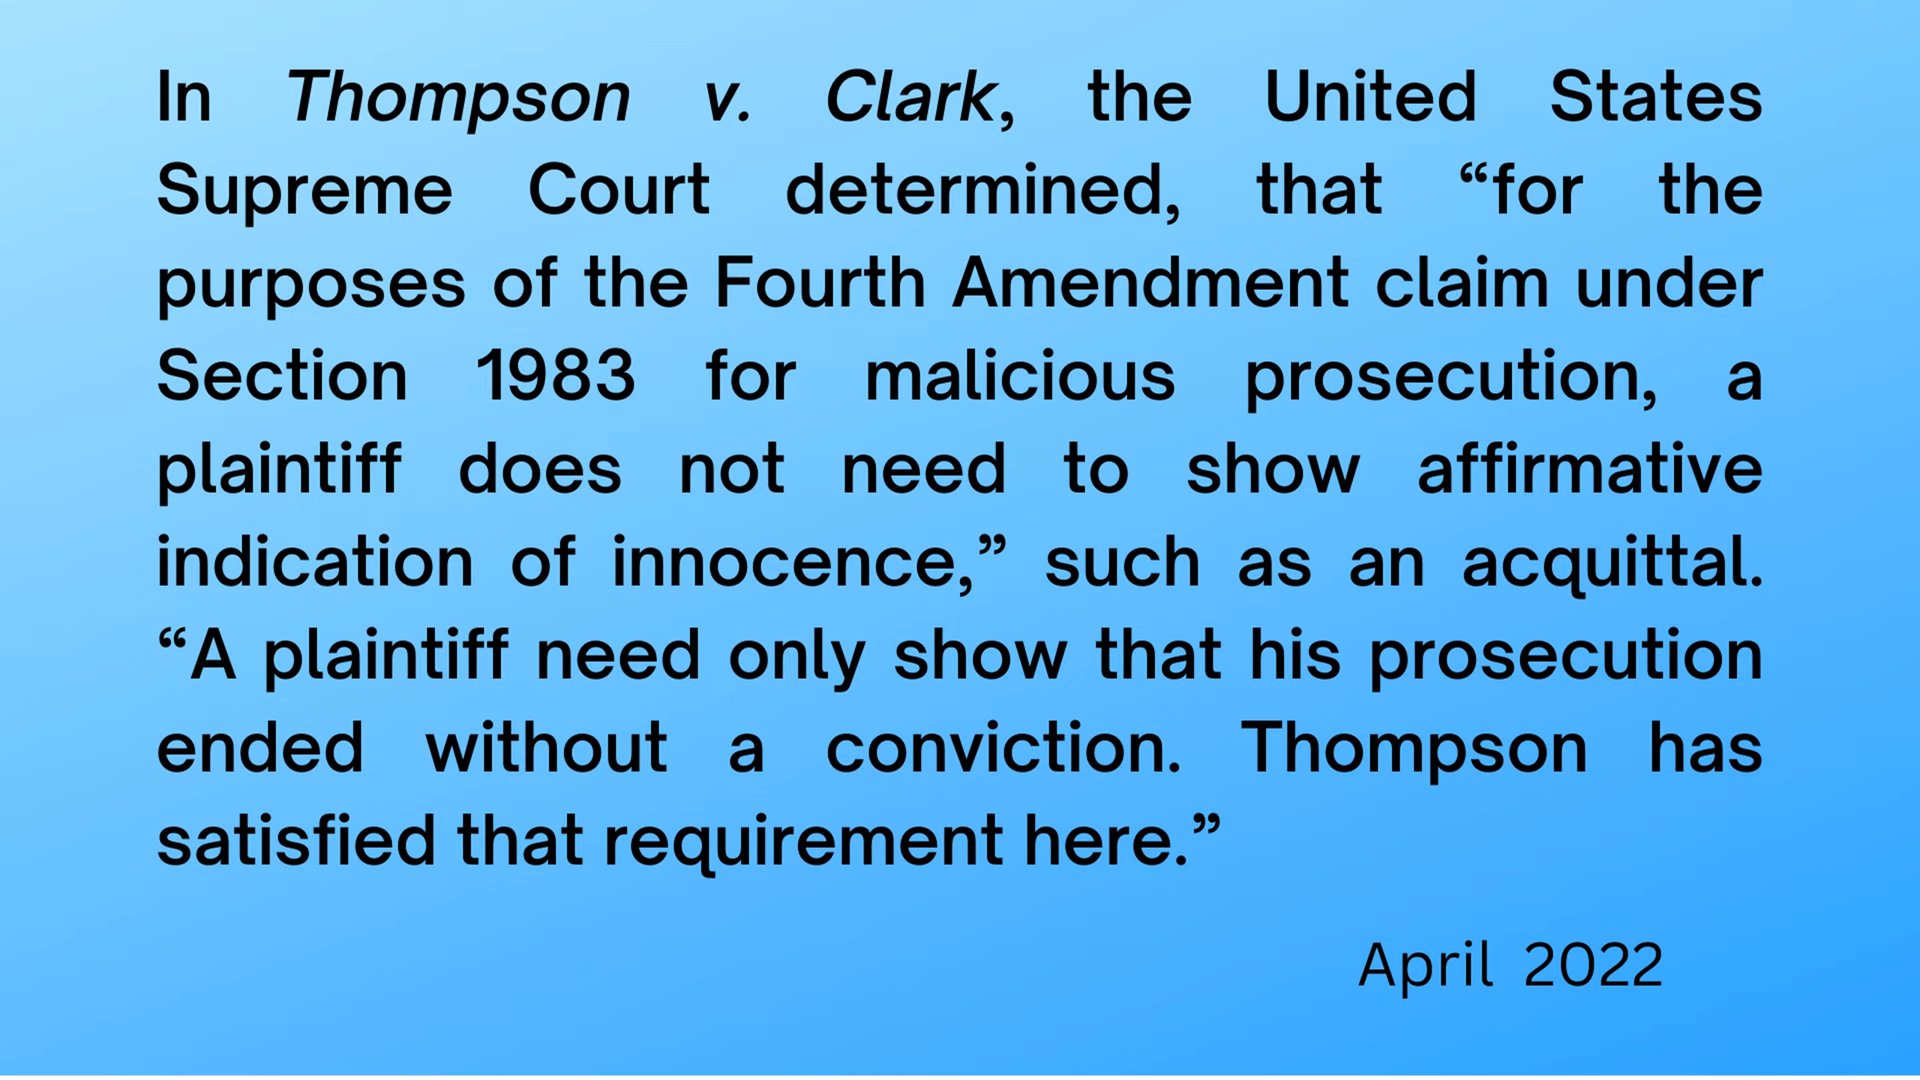 In Thompson v. Clark, the United States
Supreme Court determined, that “for the
purposes of the Fourth Amendment claim under
Section 1983 for malicious prosecution, a
plaintiff does not need to show affirmative
indication of innocence,” such as an acquittal.
“A plaintiff need only show that his prosecution
ended without a conviction. Thompson has
satisfied that requirement here.”
April 2022